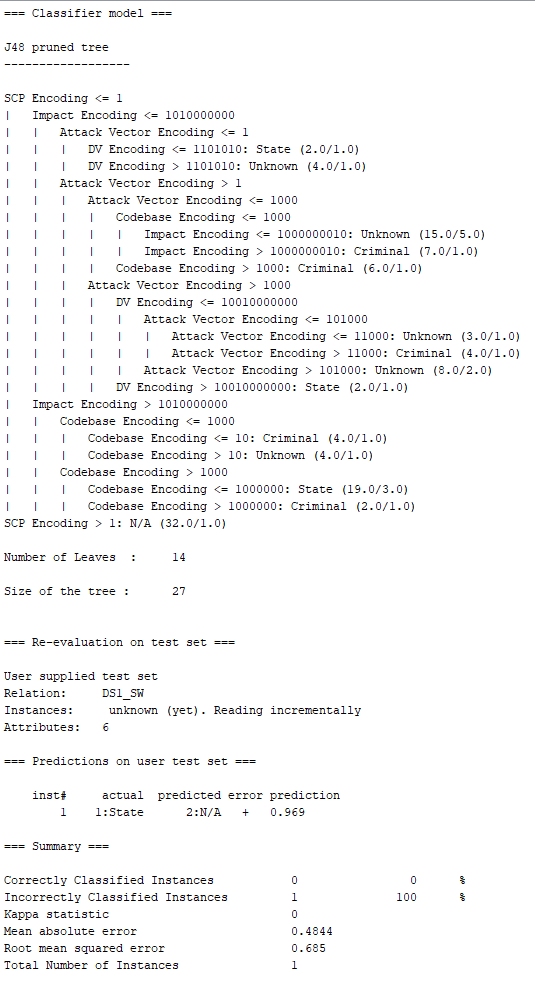 === Classifier model ===
J48 pruned tree
------------------
SCP Encoding <= 1
|   Impact Encoding <= 1010000000
|   |   Attack Vector Encoding <= 1
|   |   |   DV Encoding <= 1101010: State (2.0/1.0)
|   |   |   DV Encoding > 1101010: Unknown (4.0/1.0)
|   |   Attack Vector Encoding > 1
|   |   |   Attack Vector Encoding <= 1000
|   |   |   |   Codebase Encoding <= 1000
|   |   |   |   |   Impact Encoding <= 1000000010: Unknown (15.0/5.0)
|   |   |   |   |   Impact Encoding > 1000000010: Criminal (7.0/1.0)
|   |   |   |   Codebase Encoding > 1000: Criminal (6.0/1.0)
|   |   |   Attack Vector Encoding > 1000
|   |   |   |   DV Encoding <= 10010000000
|   |   |   |   |   Attack Vector Encoding <= 101000
|   |   |   |   |   |   Attack Vector Encoding <= 11000: Unknown (3.0/1.0)
|   |   |   |   |   |   Attack Vector Encoding > 11000: Criminal (4.0/1.0)
|   |   |   |   |   Attack Vector Encoding > 101000: Unknown (8.0/2.0)
|   |   |   |   DV Encoding > 10010000000: State (2.0/1.0)
|   Impact Encoding > 1010000000
|   |   Codebase Encoding <= 1000
|   |   |   Codebase Encoding <= 10: Criminal (4.0/1.0)
|   |   |   Codebase Encoding > 10: Unknown (4.0/1.0)
|   |   Codebase Encoding > 1000
|   |   |   Codebase Encoding <= 1000000: State (19.0/3.0)
|   |   |   Codebase Encoding > 1000000: Criminal (2.0/1.0)
SCP Encoding > 1: N/A (32.0/1.0)
Number of Leaves  :     14
Size of the tree :      27
=== Re-evaluation on test set ===
User supplied test set
Relation:     DS1_SW
Instances:     unknown (yet). Reading incrementally
Attributes:   6
=== Predictions on user test set ===
    inst#     actual  predicted error prediction
        1    1:State      2:N/A   +   0.969
=== Summary ===
Correctly Classified Instances           0                0      %
Incorrectly Classified Instances         1              100      %
Kappa statistic                          0
Mean absolute error                      0.4844
Root mean squared error                  0.685
Total Number of Instances                1